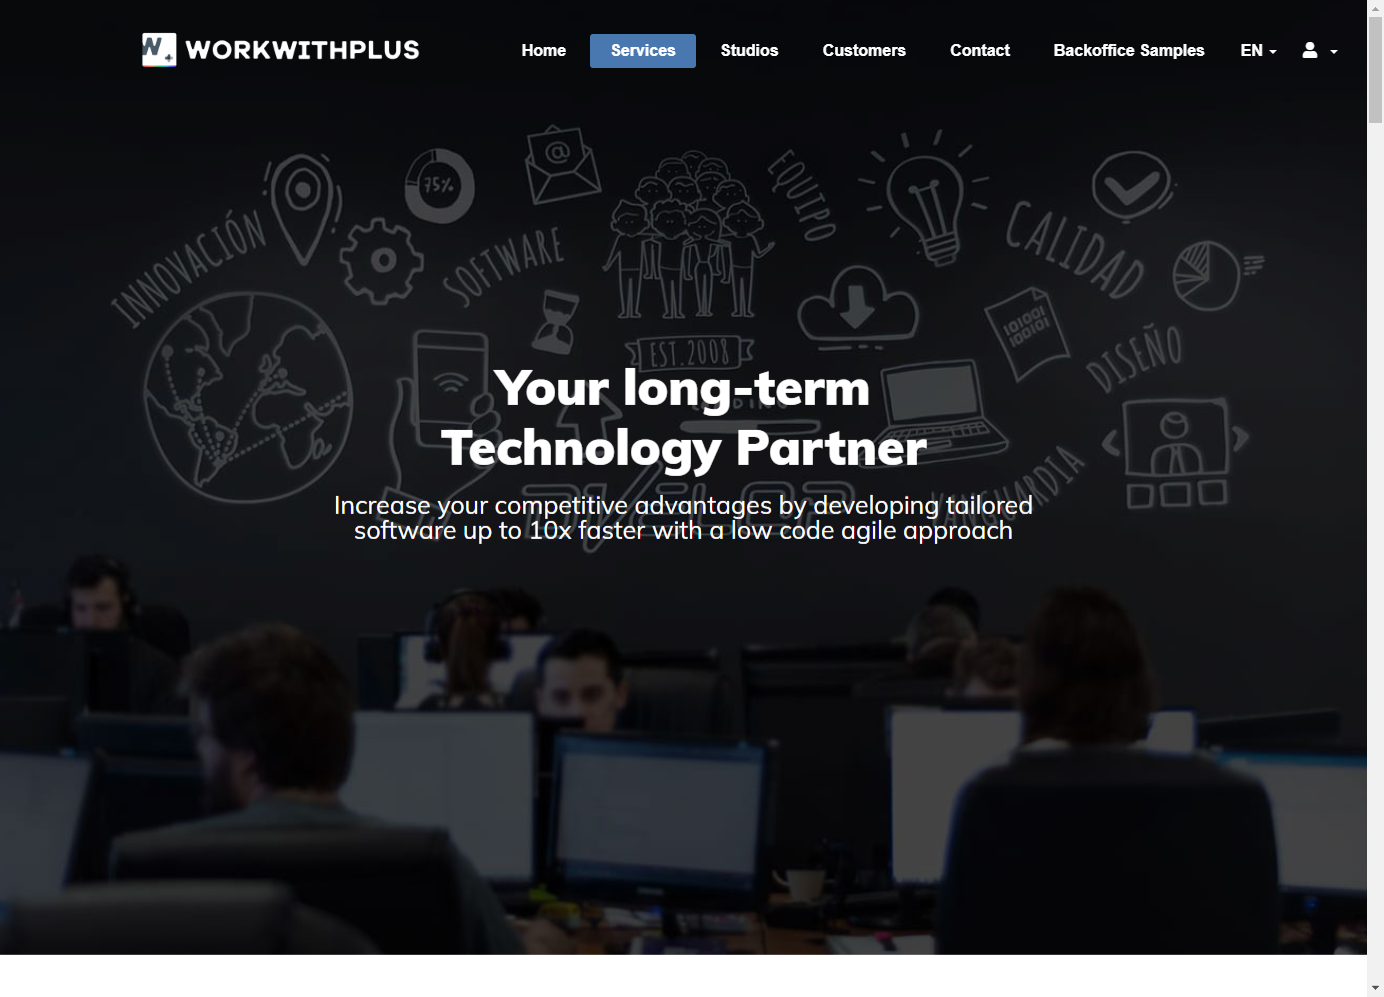 WORKWITHPLUS
Home
Services
Studios
Customers
Contact
Backoffice Samples
EN
INNOVACIÓN
75%
SOFTWARE
@
EQUIPO
CALIDAD
101001
100101
DISEÑO
EST. 2008
VANGUARDIA
Your long-term
Technology Partner
Increase your competitive advantages by developing tailored
software up to 10x faster with a low code agile approach